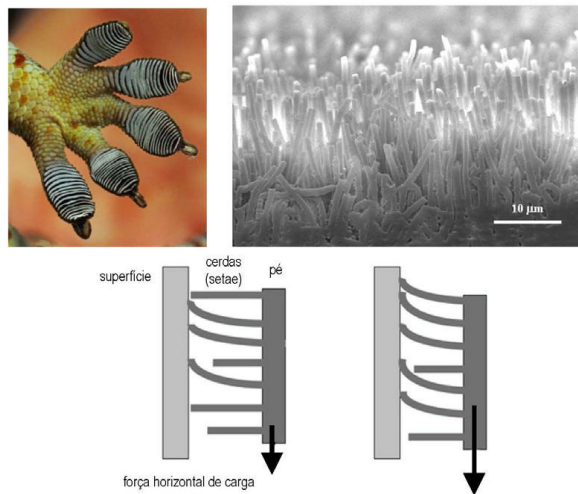 10 µm
cerdas
(setae)
superfície
pé
força horizontal de carga